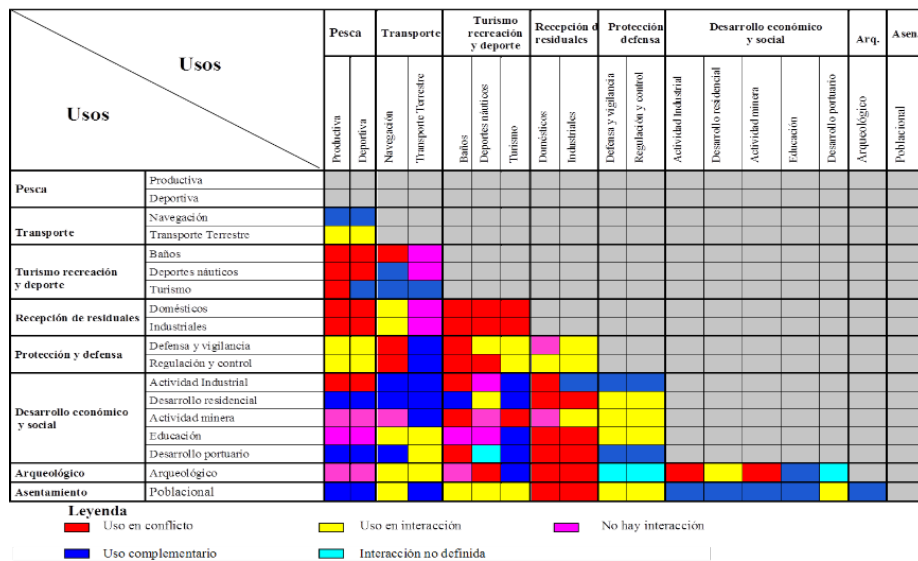 Usos
Usos
Pesca
Transporte
Turismo
recreación
y deporte
Recepción d
residuales
Protección
defensa
Desarrollo económico
y social
Arq.
Asen.
Productiva
Deportiva
Navegación
Transporte Terrestre
Baños
Deportes náuticos
Turismo
Domésticos
Industriales
Defensa y vigilancia
Regulación y control
Actividad Industrial
Desarrollo residencial
Actividad minera
Educación
Desarrollo portuario
Arqueológico
Poblacional
Pesca
Productiva
Deportiva
Transporte
Navegación
Transporte Terrestre
Turismo recreación
y deporte
Baños
Deportes náuticos
Turismo
Recepción de residuales
Domésticos
Industriales
Protección y defensa
Defensa y vigilancia
Regulación y control
Desarrollo económico
y social
Actividad Industrial
Desarrollo residencial
Actividad minera
Educación
Desarrollo portuario
Arqueológico
Arqueológico
Asentamiento
Poblacional
Leyenda
Uso en conflicto
Uso en interacción
No hay interacción
Uso complementario
Interacción no definida